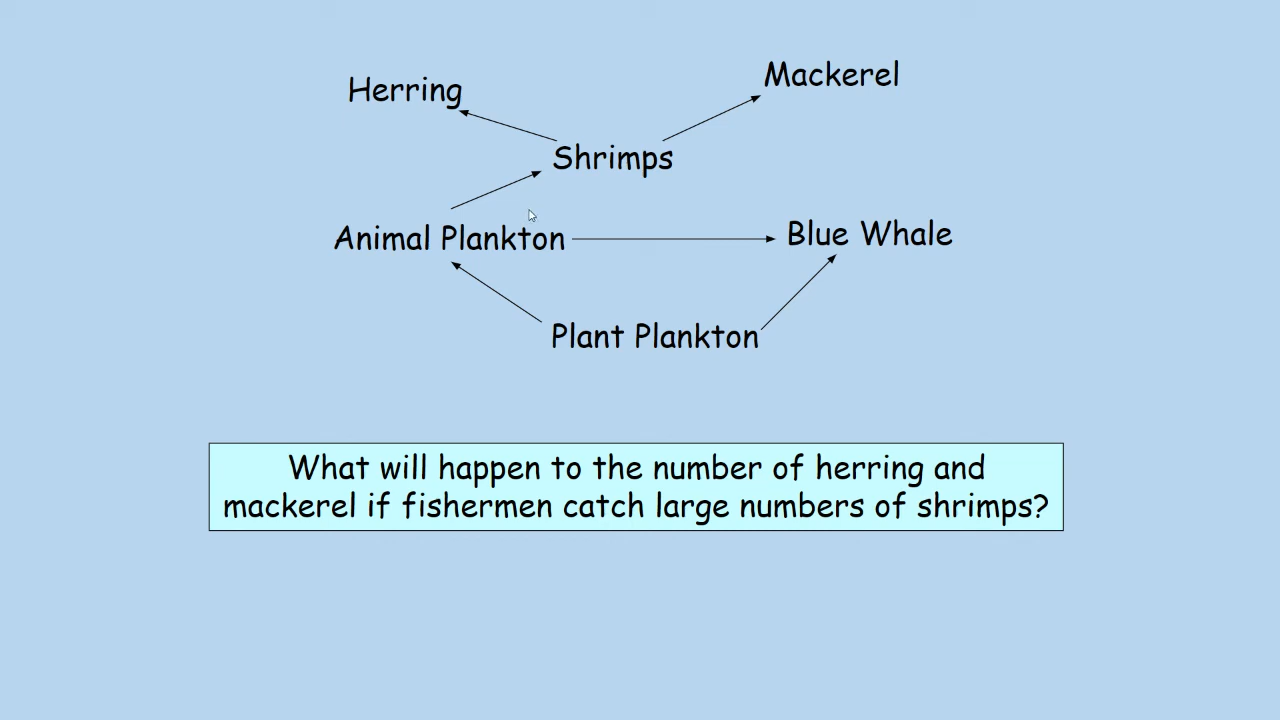 Herring
Mackerel
Shrimps
Animal Plankton
Blue Whale
Plant Plankton
What will happen to the number of herring and
mackerel if fishermen catch large numbers of shrimps?